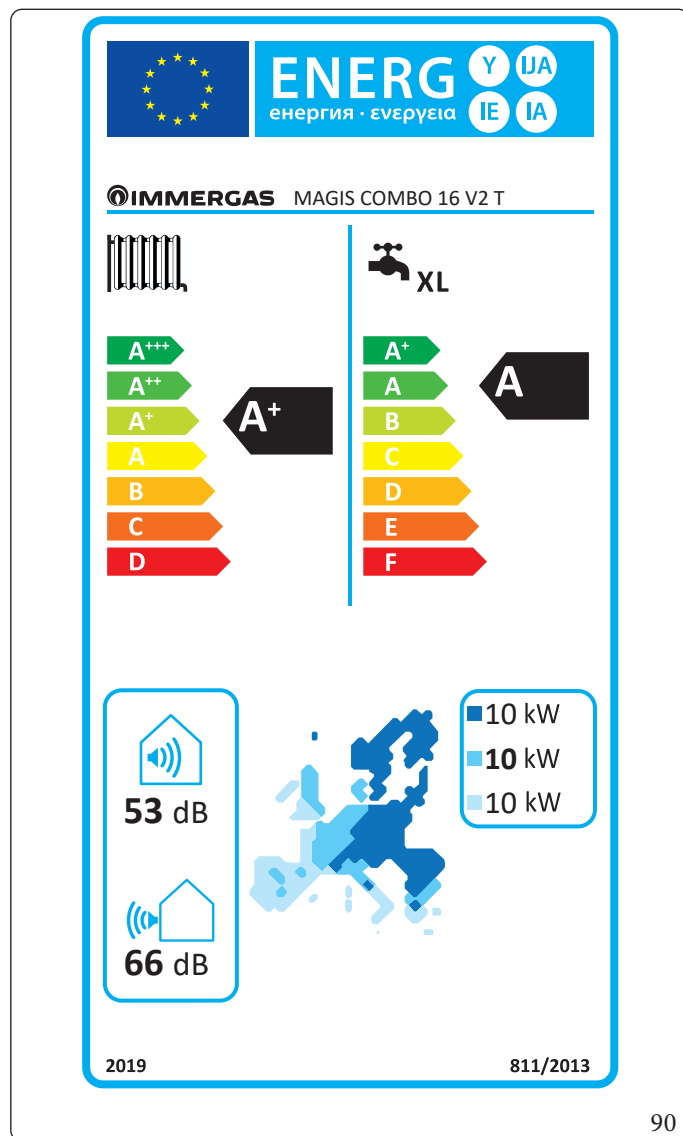 ENERG Y IJA
енергия · ενεργεια IE IA
IMMERGAS MAGIS COMBO 16 V2 T
XL
A+++
A++
A+
A
B
C
D
A+
A+
A
B
C
D
E
F
A
53 dB
66 dB
10 kW
10 kW
10 kW
2019 811/2013
90